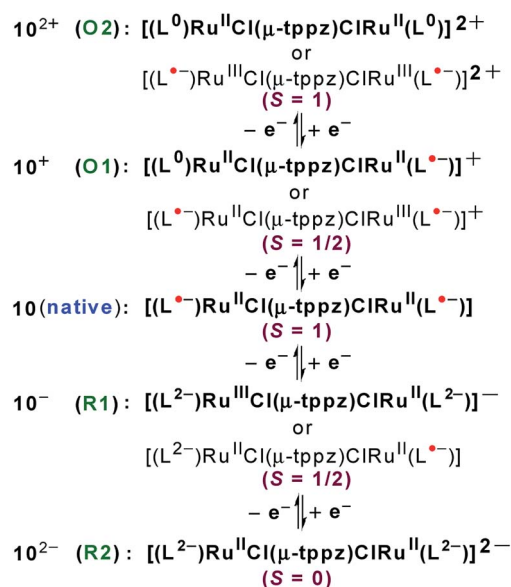 10²⁺ (O2): [(L⁰)RuᴵᴵCl(μ-tppz)ClRuᴵᴵ(L⁰)]²⁺
or
[(L•⁻)RuᴵᴵᴵCl(μ-tppz)ClRuᴵᴵᴵ(L•⁻)]²⁺
(S = 1)
− e⁻ ⇅ + e⁻
10⁺ (O1): [(L⁰)RuᴵᴵCl(μ-tppz)ClRuᴵᴵ(L•⁻)]⁺
or
[(L•⁻)RuᴵᴵCl(μ-tppz)ClRuᴵᴵᴵ(L•⁻)]⁺
(S = 1/2)
− e⁻ ⇅ + e⁻
10(native): [(L•⁻)RuᴵᴵCl(μ-tppz)ClRuᴵᴵ(L•⁻)]
(S = 1)
− e⁻ ⇅ + e⁻
10⁻ (R1): [(L²⁻)RuᴵᴵᴵCl(μ-tppz)ClRuᴵᴵ(L²⁻)]⁻
or
[(L²⁻)RuᴵᴵCl(μ-tppz)ClRuᴵᴵ(L•⁻)]
(S = 1/2)
− e⁻ ⇅ + e⁻
10²⁻ (R2): [(L²⁻)RuᴵᴵCl(μ-tppz)ClRuᴵᴵ(L²⁻)]²⁻
(S = 0)